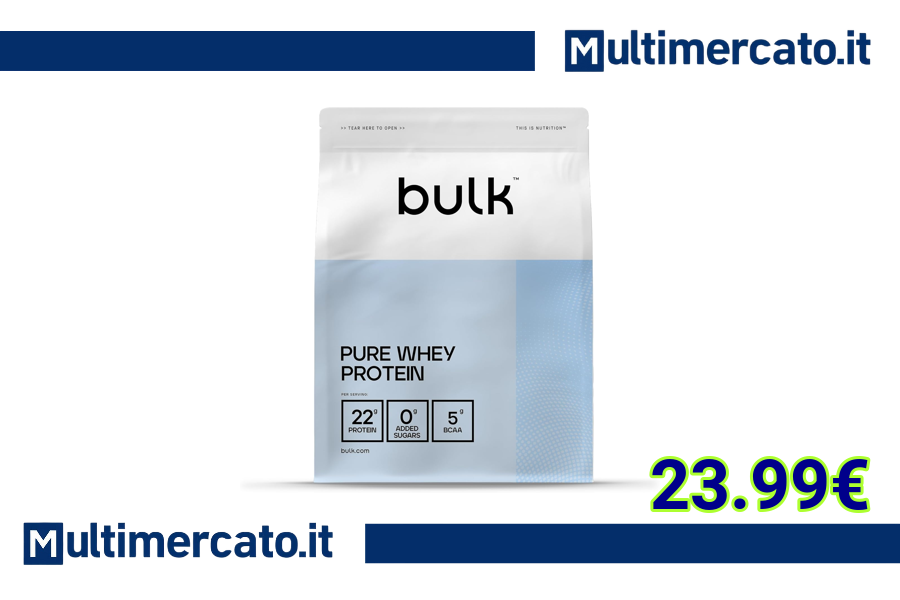 Multimercato.it
>> TEAR HERE TO OPEN >>
THIS IS NUTRITION™
bulk™
PURE WHEY
PROTEIN
PER SERVING
22g
PROTEIN
0g
ADDED
SUGARS
5g
BCAA
bulk.com
23.99€
Multimercato.it